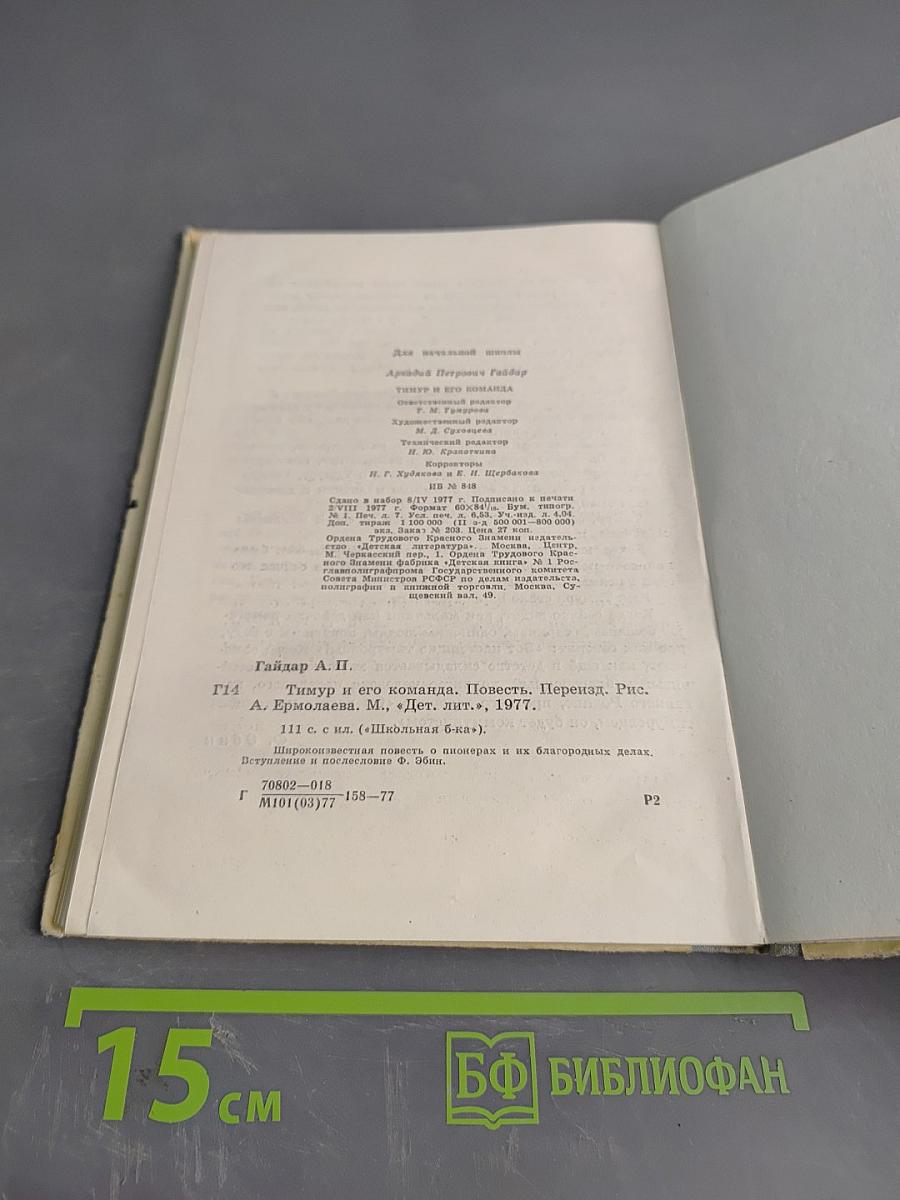 Для начальной школы
Аркадий Петрович Гайдар
ТИМУР И ЕГО КОМАНДА
Ответственный редактор
Художественный редактор
М. Д. Суховцева
Технический редактор
Н. Ю. Крапоткина
Корректоры
Н. Г. Худякова и Е. И. Щербакова
ИБ № 848
Сдано в набор 8/IV 1977 г. Подписано к печати
2/VIII 1977 г. Формат 60×84¹/₁₆. Бум. типогр.
№ 1. Печ. л. 7. Усл. печ. л. 6,53. Уч.-изд. л. 4,04.
Доп. тираж 1 100 000 (II з-д 500 001—800 000)
экз. Заказ № 203. Цена 27 коп.
Ордена Трудового Красного Знамени издатель-
ство «Детская литература». Москва, Центр,
М. Черкасский пер., 1. Ордена Трудового Крас-
ного Знамени фабрика «Детская книга» № 1 Рос-
главполиграфпрома Государственного комитета
Совета Министров РСФСР по делам издательств,
полиграфии и книжной торговли. Москва, Су-
щевский вал, 49.
Гайдар А. П.
Г14 Тимур и его команда. Повесть. Переизд. Рис.
А. Ермолаева. М., «Дет. лит.», 1977.
111 с. с ил. («Школьная б-ка»).
Широкоизвестная повесть о пионерах и их благородных делах.
Вступление и послесловие Ф. Эбин.
70802—018
Г М101(03)77 158—77 Р2
15 см БФ БИБЛИОФАН